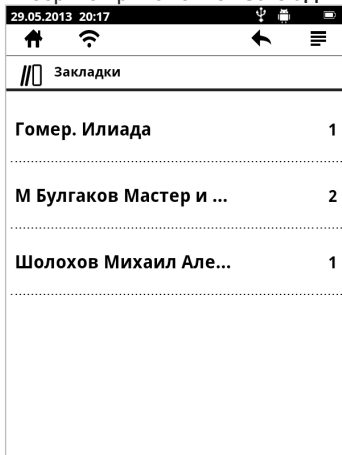 29.05.2013 20:17
Закладки
Гомер. Илиада 1
М Булгаков Мастер и ... 2
Шолохов Михаил Але... 1